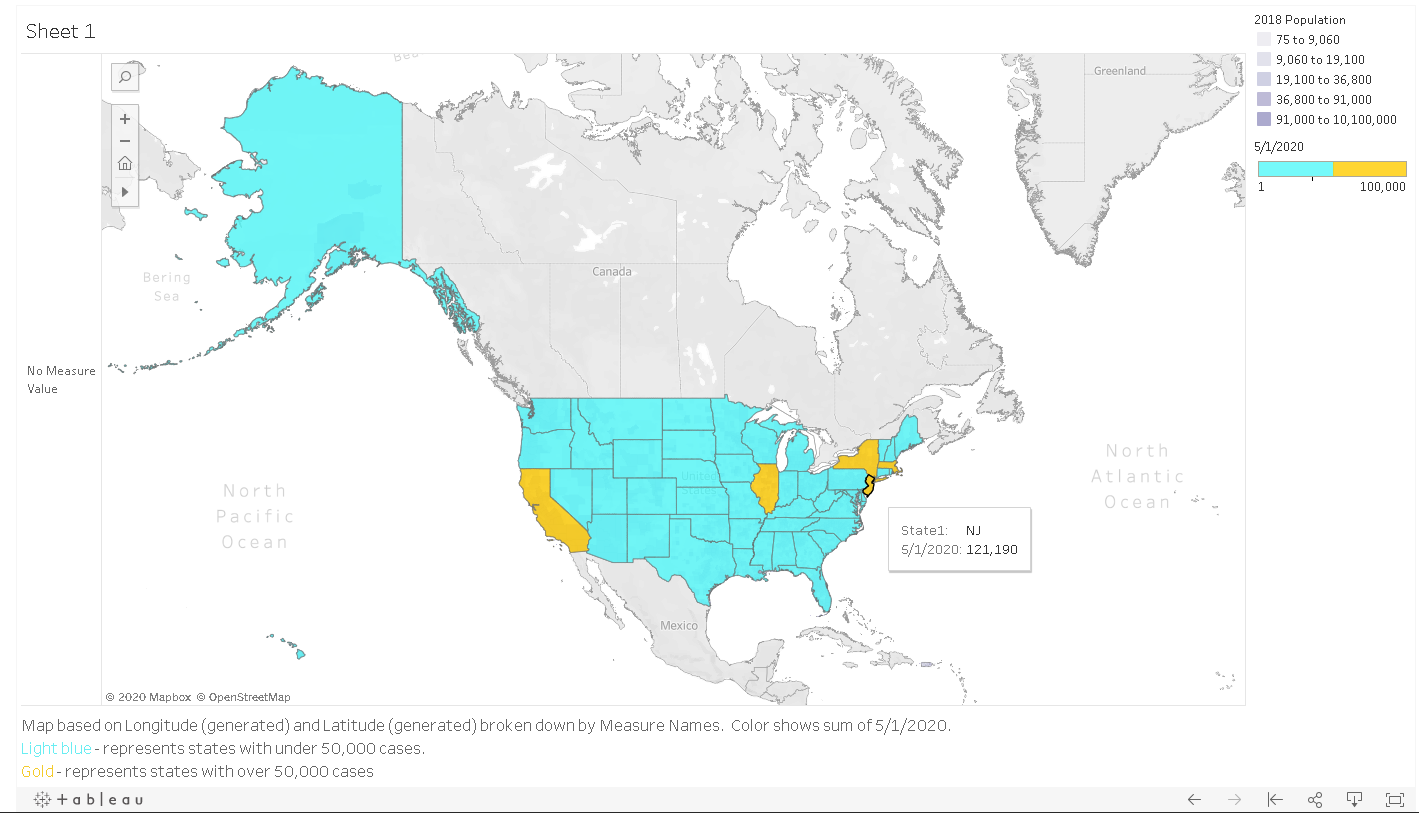 Sheet 1
2018 Population
75 to 9,060
9,060 to 19,100
19,100 to 36,800
36,800 to 91,000
91,000 to 10,100,000
5/1/2020
1
100,000
Greenland
Canada
Bering
Sea
No Measure
Value
United
States
North
Pacific
Ocean
North
Atlantic
Ocean
State1: NJ
5/1/2020: 121,190
Mexico
© 2020 Mapbox © OpenStreetMap
Map based on Longitude (generated) and Latitude (generated) broken down by Measure Names. Color shows sum of 5/1/2020.
Light blue - represents states with under 50,000 cases.
Gold - represents states with over 50,000 cases
+ a b | e a u